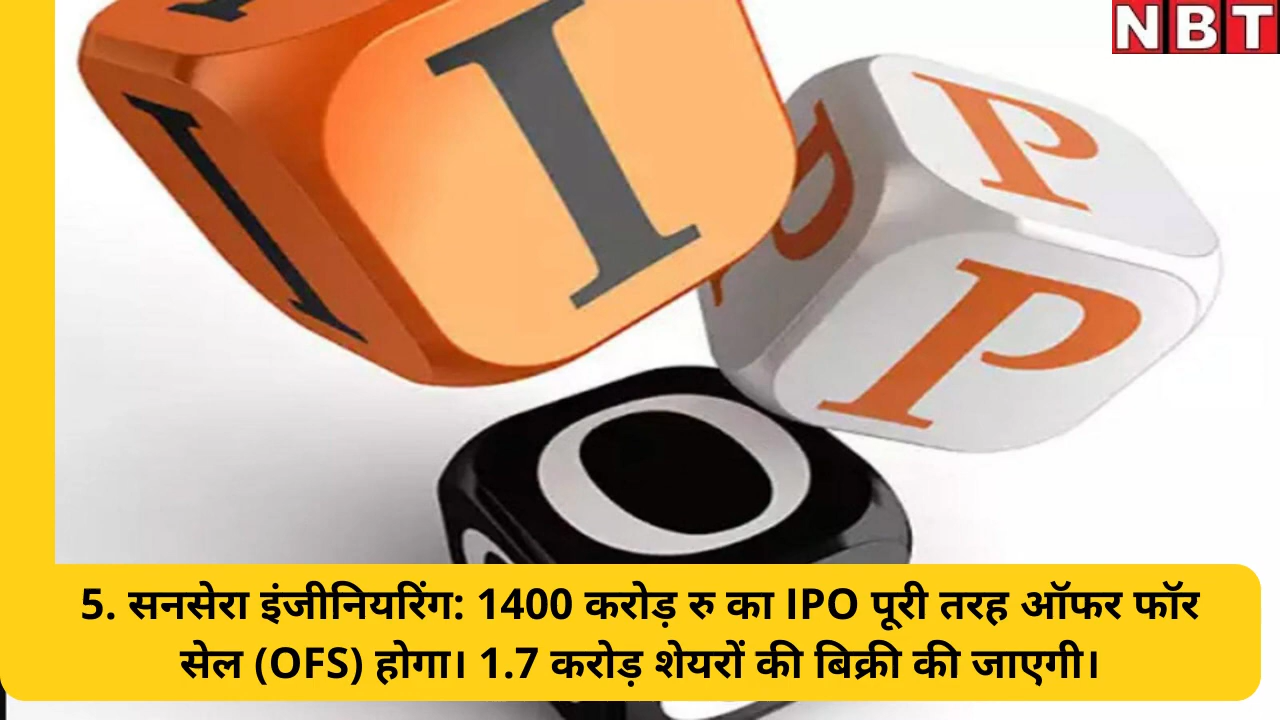 NBT
I
I
P
P
P
O
5. सनसेरा इंजीनियरिंग: 1400 करोड़ रु का IPO पूरी तरह ऑफर फॉर
सेल (OFS) होगा। 1.7 करोड़ शेयरों की बिक्री की जाएगी।